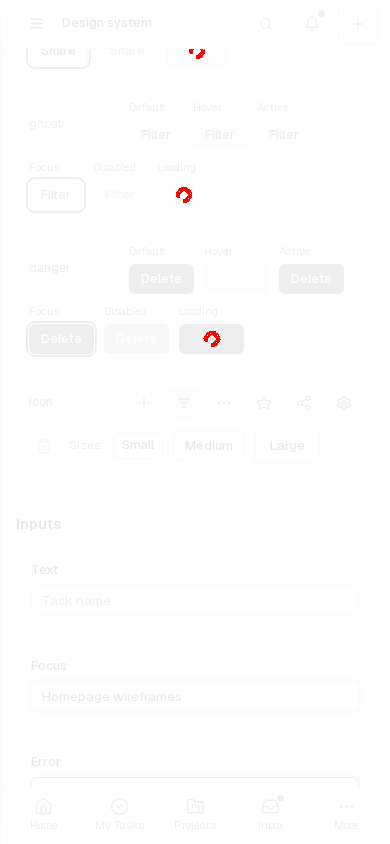 Design system
Share Share
Default Hover Active
ghost
Filter Filter Filter
Focus Disabled Loading
Filter Filter
Default Hover Active
danger
Delete Delete
Focus Disabled Loading
Delete Delete
icon
Sizes Small Medium Large
Inputs
Text
Task name
Focus
Homepage wireframes
Error
Home My Tasks Projects Inbox More